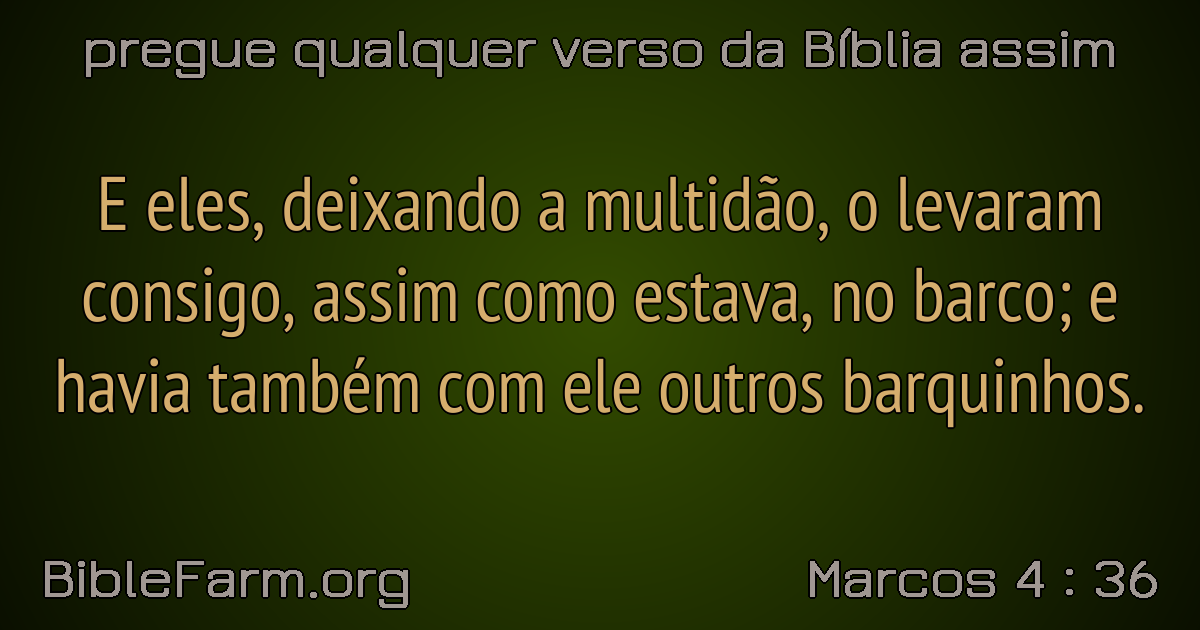 pregue qualquer verso da Bíblia assim
E eles, deixando a multidão, o levaram
consigo, assim como estava, no barco; e
havia também com ele outros barquinhos.
BibleFarm.org
Marcos 4 : 36